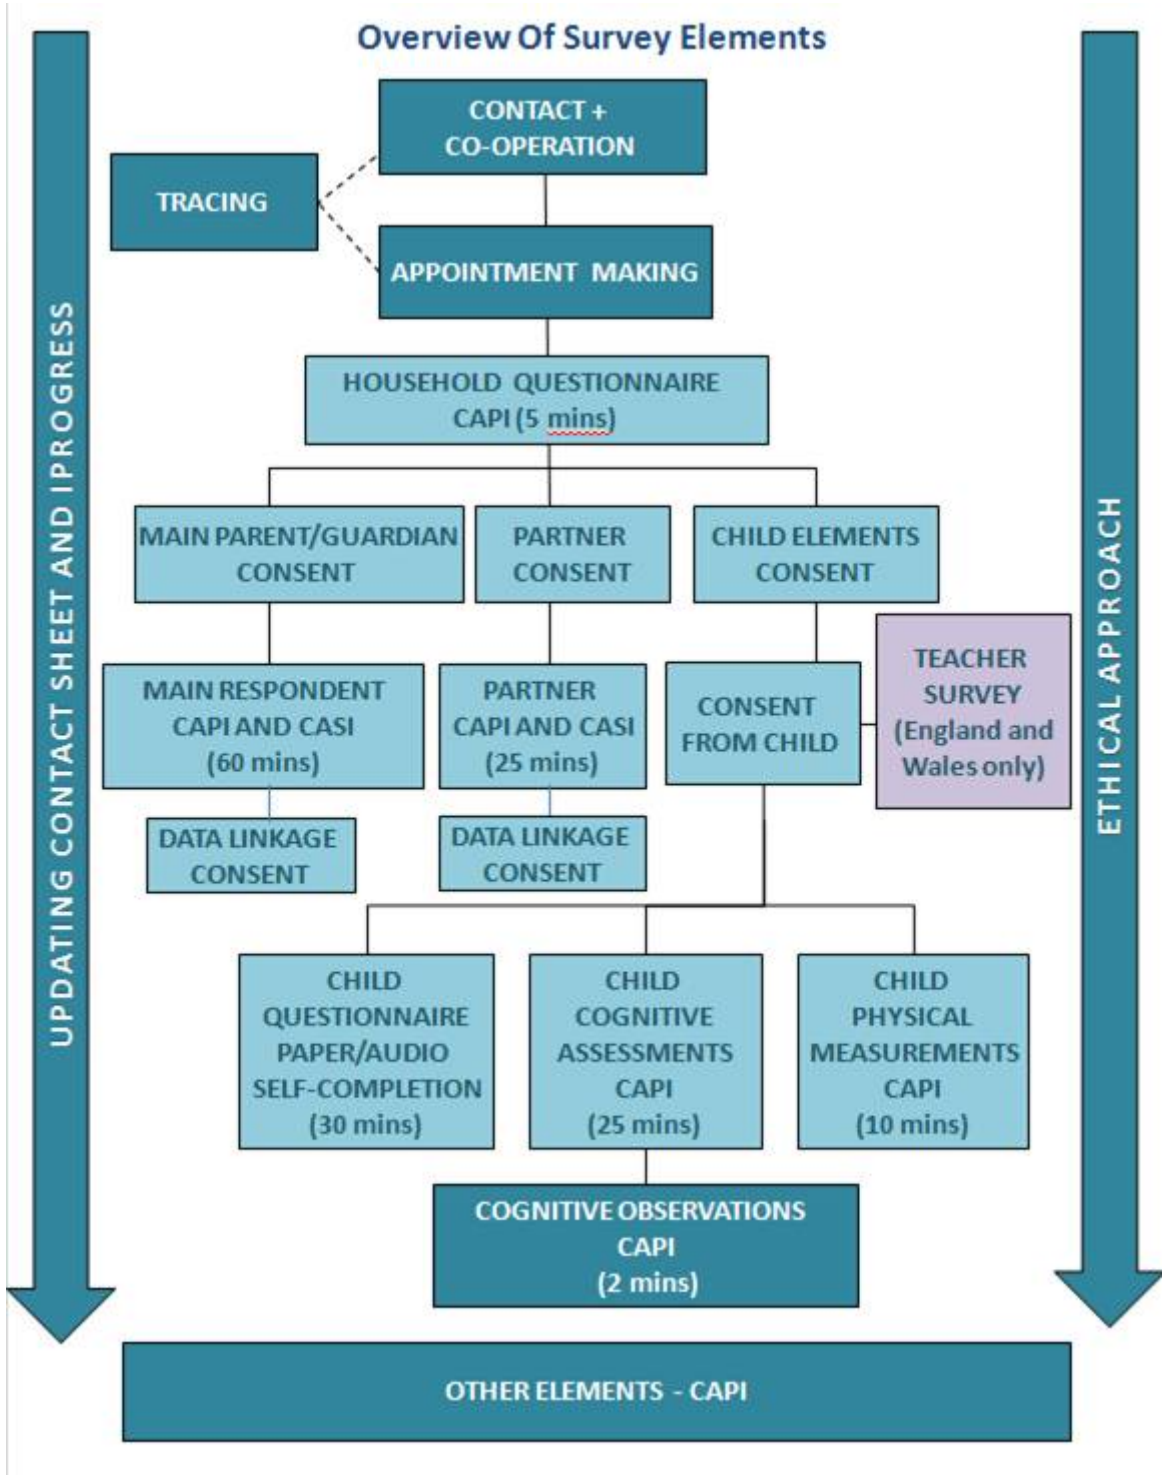 Overview Of Survey Elements
CONTACT +
CO-OPERATION
TRACING
APPOINTMENT MAKING
HOUSEHOLD QUESTIONNAIRE
CAPI (5 mins)
MAIN PARENT/GUARDIAN
CONSENT
PARTNER
CONSENT
CHILD ELEMENTS
CONSENT
MAIN RESPONDENT
CAPI AND CASI
(60 mins)
PARTNER
CAPI AND CASI
(25 mins)
CONSENT
FROM CHILD
TEACHER
SURVEY
(England and
Wales only)
DATA LINKAGE
CONSENT
DATA LINKAGE
CONSENT
CHILD
QUESTIONNAIRE
PAPER/AUDIO
SELF-COMPLETION
(30 mins)
CHILD
COGNITIVE
ASSESSMENTS
CAPI
(25 mins)
CHILD
PHYSICAL
MEASUREMENTS
CAPI
(10 mins)
COGNITIVE OBSERVATIONS
CAPI
(2 mins)
OTHER ELEMENTS - CAPI
UPDATING CONTACT SHEET AND IPROGRESS
ETHICAL APPROACH